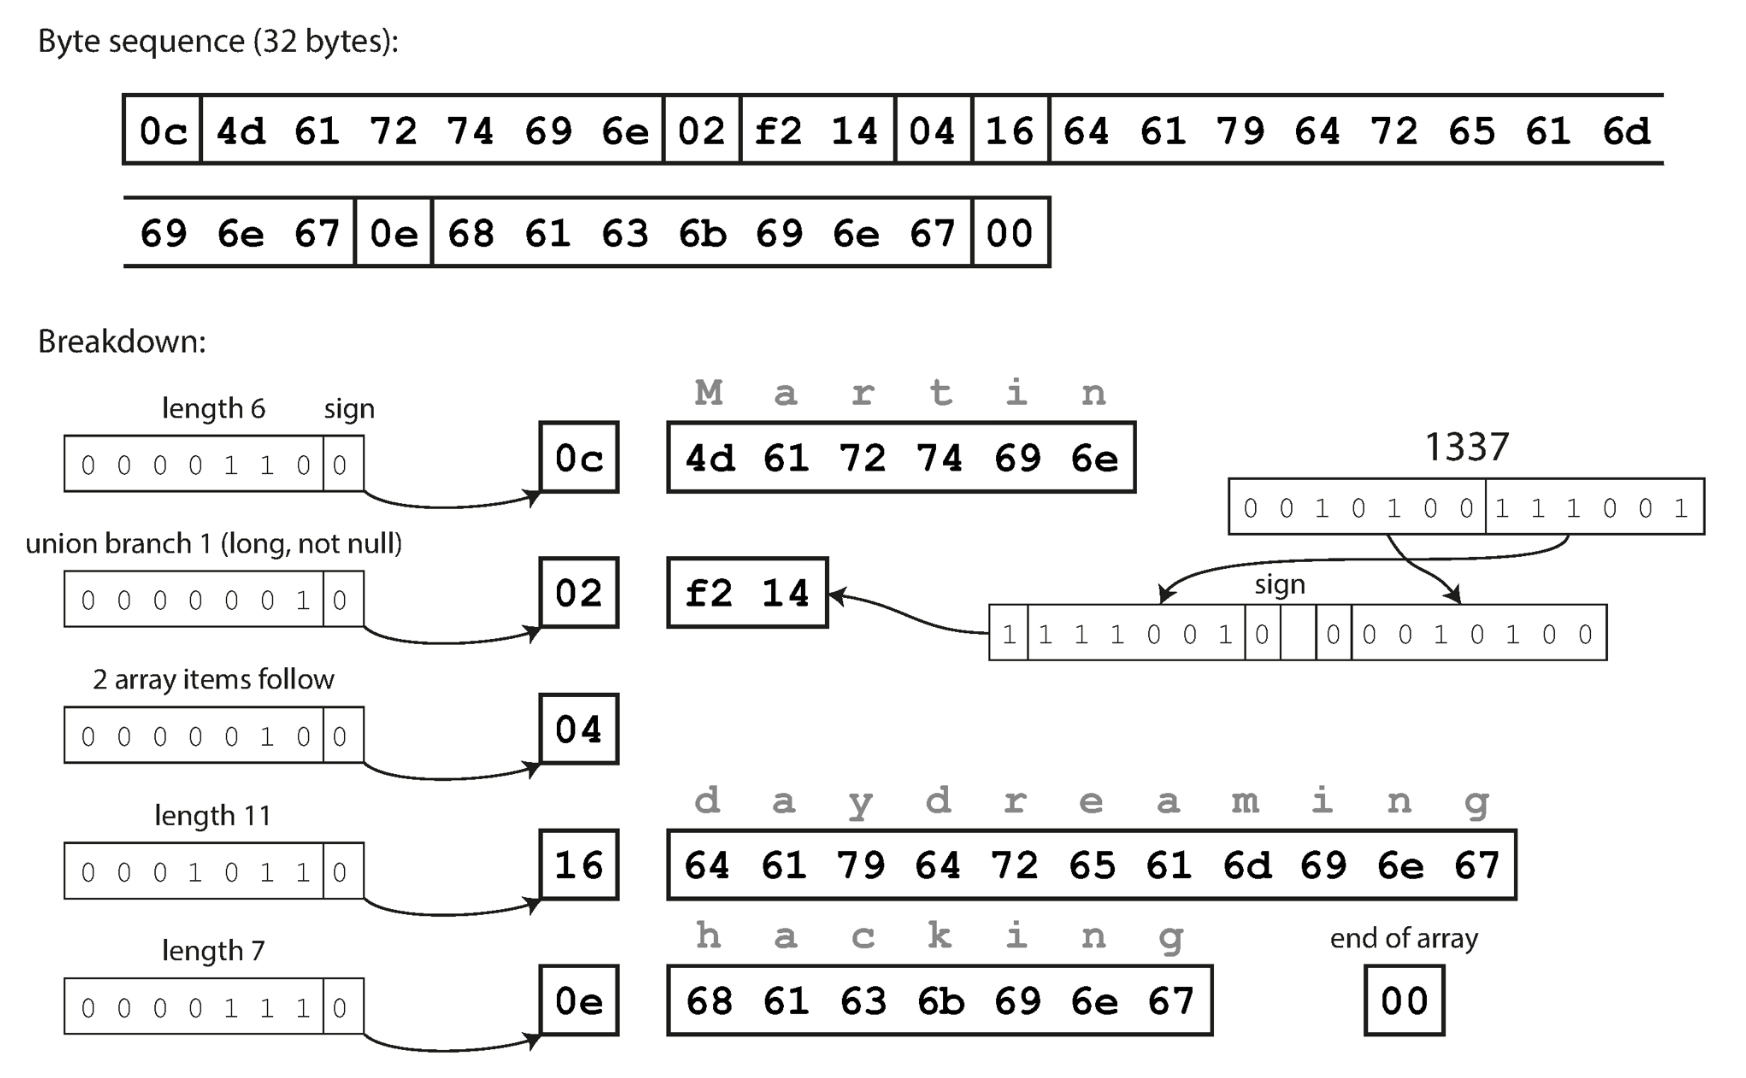 Byte sequence (32 bytes):
0c 4d 61 72 74 69 6e 02 f2 14 04 16 64 61 79 64 72 65 61 6d
69 6e 67 0e 68 61 63 6b 69 6e 67 00
Breakdown:
length 6 sign
0 0 0 0 1 1 0 0
0c
M a r t i n
4d 61 72 74 69 6e
1337
0 0 1 0 1 0 0 1 1 1 0 0 1
union branch 1 (long, not null)
0 0 0 0 0 0 1 0
02
f2 14
sign
1 1 1 1 0 0 1 0 0 0 0 1 0 1 0 0
2 array items follow
0 0 0 0 0 1 0 0
04
length 11
0 0 0 1 0 1 1 0
16
d a y d r e a m i n g
64 61 79 64 72 65 61 6d 69 6e 67
length 7
0 0 0 0 1 1 1 0
0e
h a c k i n g
68 61 63 6b 69 6e 67
end of array
00